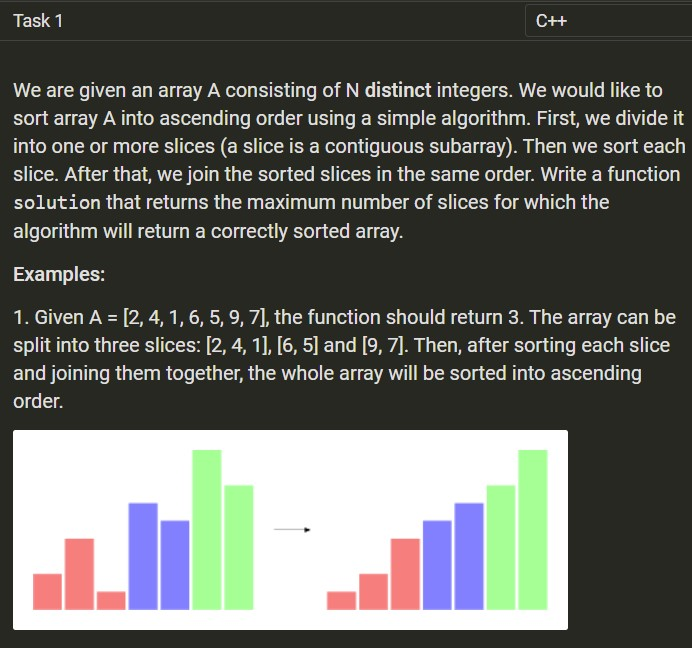 Task 1
C++
We are given an array A consisting of N distinct integers. We would like to
sort array A into ascending order using a simple algorithm. First, we divide it
into one or more slices (a slice is a contiguous subarray). Then we sort each
slice. After that, we join the sorted slices in the same order. Write a function
solution that returns the maximum number of slices for which the
algorithm will return a correctly sorted array.
Examples:
1. Given A = [2, 4, 1, 6, 5, 9, 7], the function should return 3. The array can be
split into three slices: [2, 4, 1], [6, 5] and [9, 7]. Then, after sorting each slice
and joining them together, the whole array will be sorted into ascending
order.